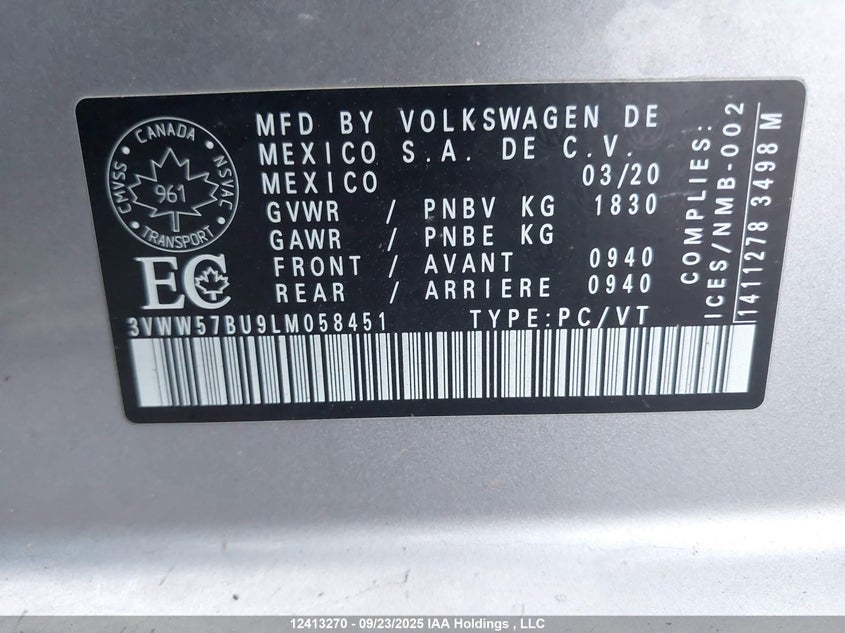 CANADA
CMVSS
NSVAC
961
TRANSPORT
EC
MFD BY VOLKSWAGEN DE
MEXICO S.A. DE C.V.
MEXICO 03/20
GVWR / PNBV KG 1830
GAWR / PNBE KG
FRONT / AVANT 0940
REAR / ARRIERE 0940
3VWW57BU9LM058451 TYPE:PC/VT
COMPLIES:
ICES/NMB-002
1411278 3498 M
12413270 - 09/23/2025 IAA Holdings , LLC